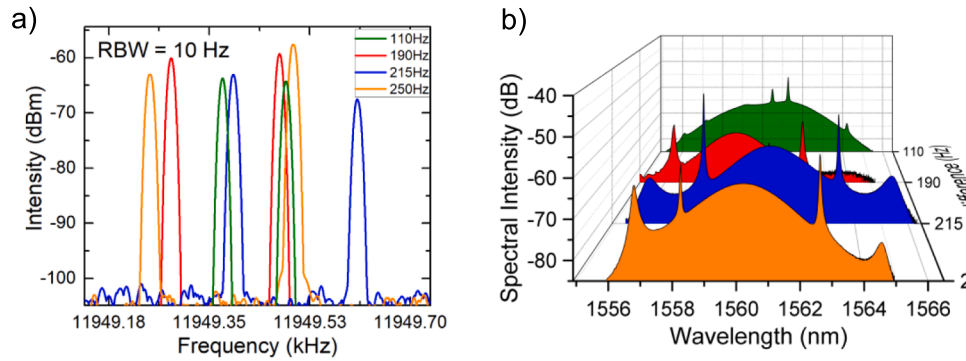 a)
RBW = 10 Hz
110Hz
190Hz
215Hz
250Hz
Intensity (dBm)
-60
-70
-80
-90
-100
11949.18 11949.35 11949.53 11949.70
Frequency (kHz)
b)
Spectral Intensity (dB)
-40
-50
-60
-70
-80
110
190
215
2
(Hz)
1556 1558 1560 1562 1564 1566
Wavelength (nm)